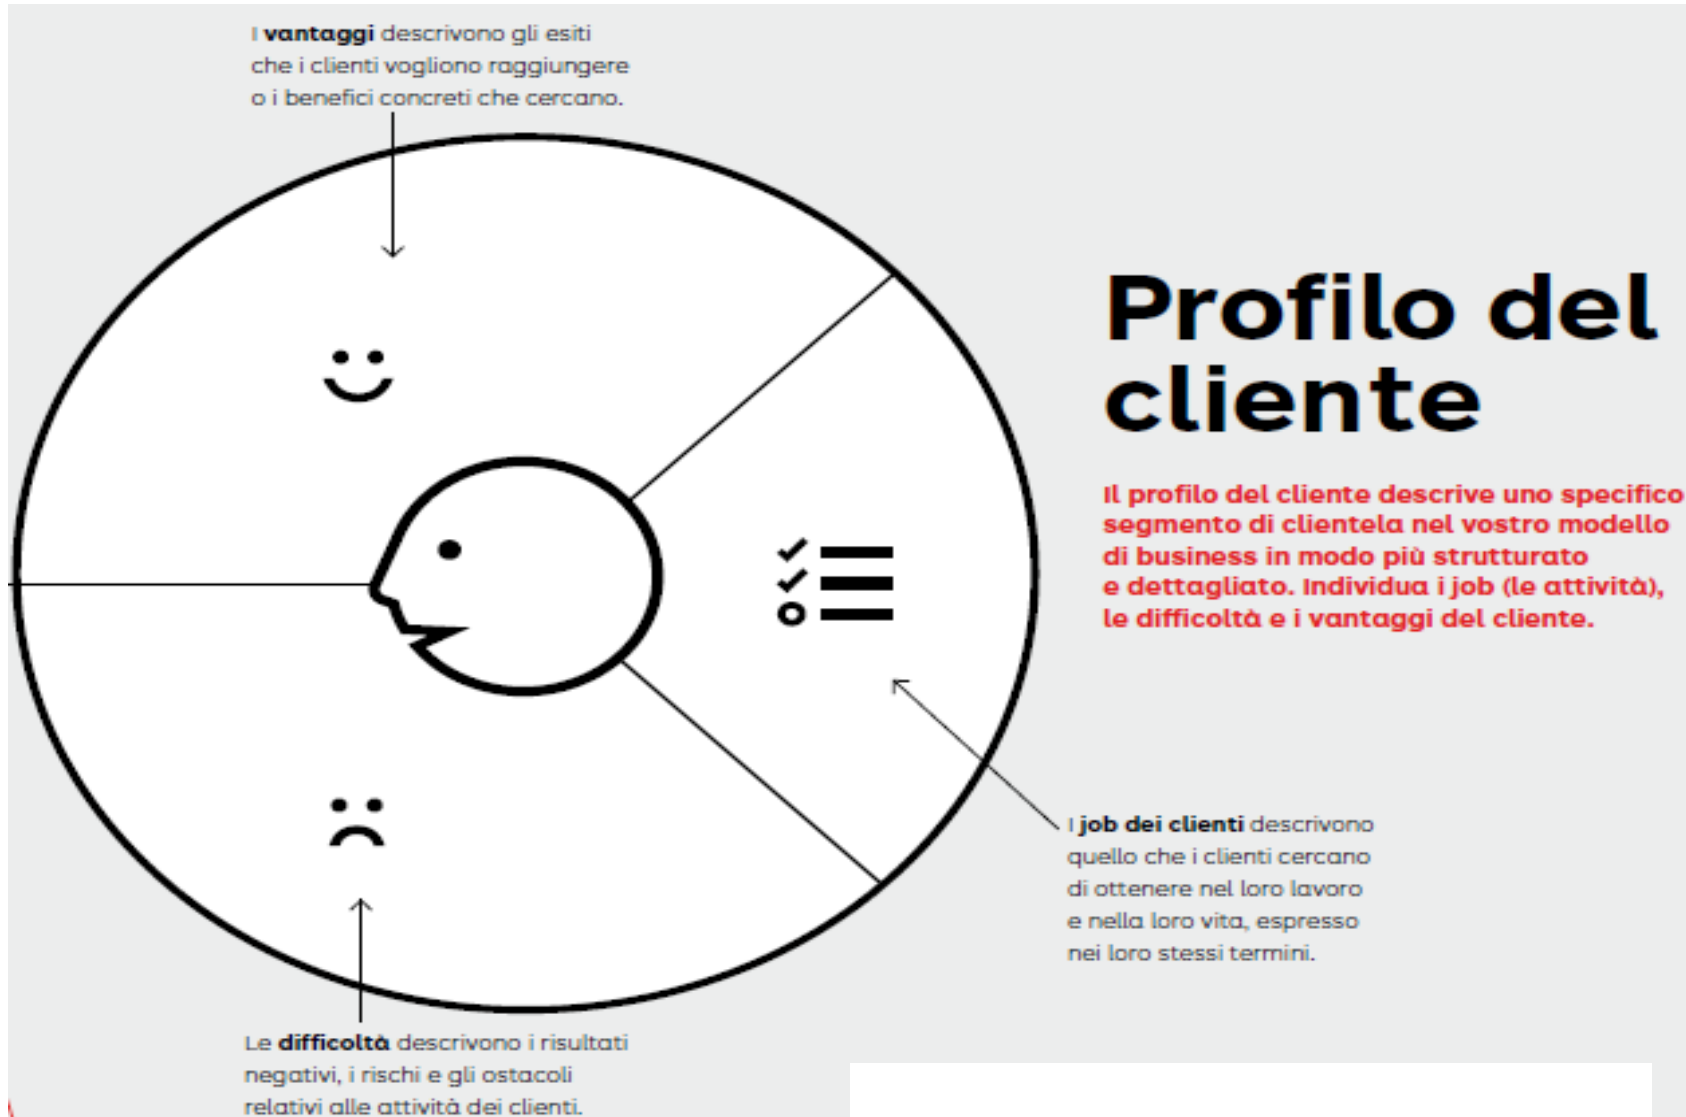 I vantaggi descrivono gli esiti
che i clienti vogliono raggiungere
o i benefici concreti che cercano.
Profilo del
cliente
Il profilo del cliente descrive uno specifico
segmento di clientela nel vostro modello
di business in modo più strutturato
e dettagliato. Individua i job (le attività),
le difficoltà e i vantaggi del cliente.
I job dei clienti descrivono
quello che i clienti cercano
di ottenere nel loro lavoro
e nella loro vita, espresso
nei loro stessi termini.
Le difficoltà descrivono i risultati
negativi, i rischi e gli ostacoli
relativi alle attività dei clienti.